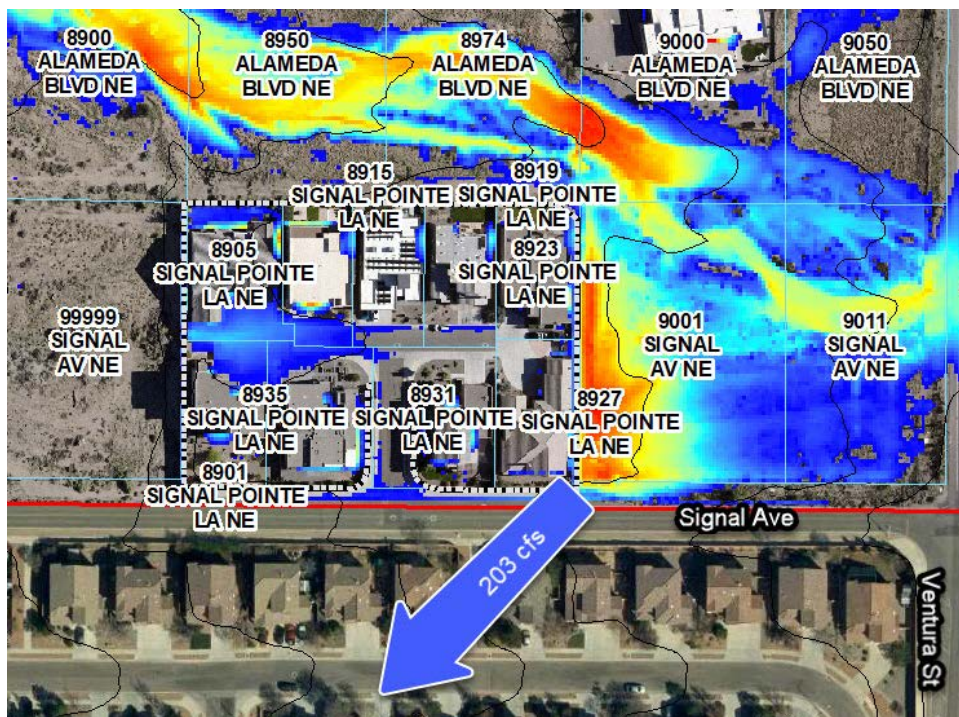 8900
ALAMEDA
BLVD NE
8950
ALAMEDA
BLVD NE
8974
ALAMEDA
BLVD NE
9000
ALAMEDA
BLVD NE
9050
ALAMEDA
BLVD NE
8915
SIGNAL POINTE
LA NE
8919
SIGNAL POINTE
LA NE
8905
SIGNAL POINTE
LA NE
8923
SIGNAL POINTE
LA NE
99999
SIGNAL
AV NE
9001
SIGNAL
AV NE
9011
SIGNAL
AV NE
8935
SIGNAL POINTE
LA NE
8931
SIGNAL POINTE
LA NE
8927
SIGNAL POINTE
LA NE
8901
SIGNAL POINTE
LA NE
Signal Ave
203 cfs
Ventura St